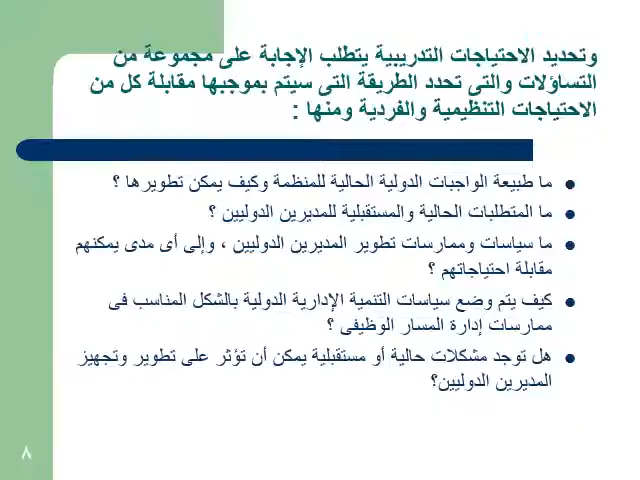 وتحديد الاحتياجات التدريبية يتطلب الإجابة على مجموعة من
التساؤلات والتى تحدد الطريقة التى سيتم بموجبها مقابلة كل من
الاحتياجات التنظيمية والفردية ومنها :
● ما طبيعة الواجبات الدولية الحالية للمنظمة وكيف يمكن تطويرها ؟
● ما المتطلبات الحالية والمستقبلية للمديرين الدوليين ؟
● ما سياسات وممارسات تطوير المديرين الدوليين ، وإلى أى مدى يمكنهم
مقابلة احتياجاتهم ؟
● كيف يتم وضع سياسات التنمية الإدارية الدولية بالشكل المناسب فى
ممارسات إدارة المسار الوظيفى ؟
● هل توجد مشكلات حالية أو مستقبلية يمكن أن تؤثر على تطوير وتجهيز
المديرين الدوليين؟
٨